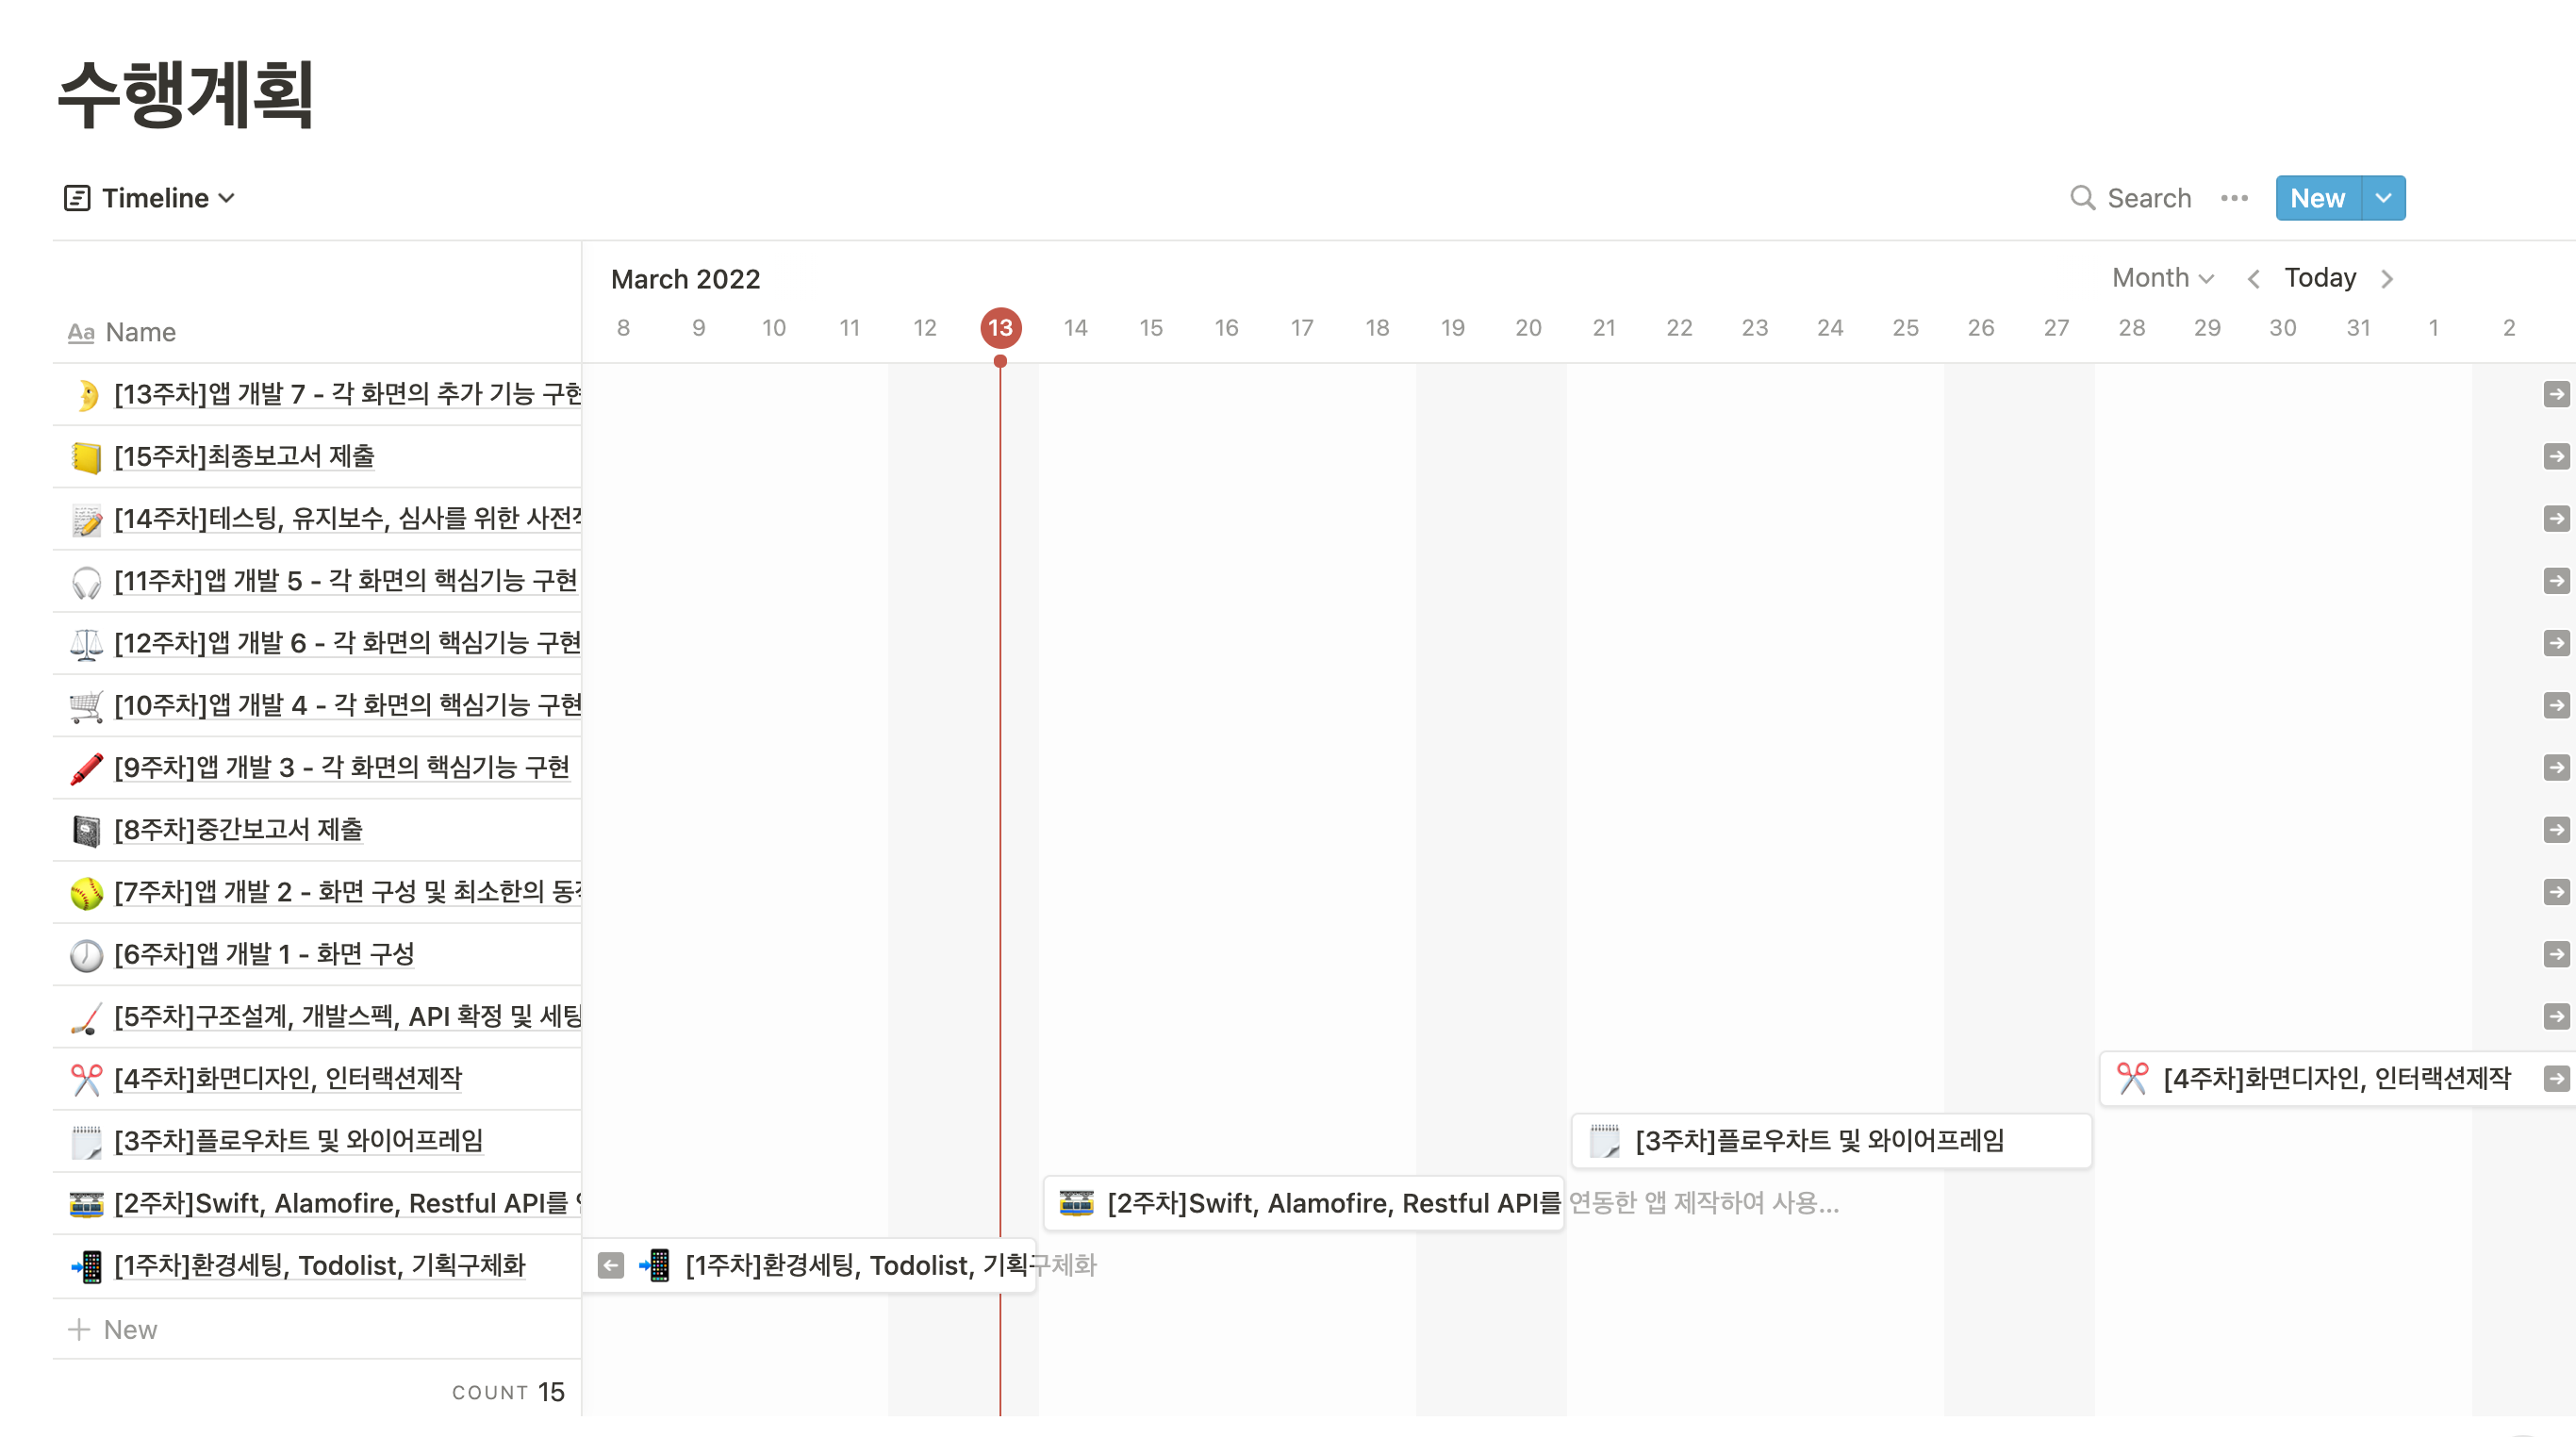 수행계획
Timeline
Search
New
March 2022
Month
Today
Aa Name
8 9 10 11 12 13 14 15 16 17 18 19 20 21 22 23 24 25 26 27 28 29 30 31 1 2
[13주차]앱 개발 7 - 각 화면의 추가 기능 구현
[15주차]최종보고서 제출
[14주차]테스팅, 유지보수, 심사를 위한
[11주차]앱 개발 5 - 각 화면의 핵심기능 구현
[12주차]앱 개발 6 - 각 화면의 핵심기능 구현
[10주차]앱 개발 4 - 각 화면의 핵심기능 구현
[9주차]앱 개발 3 - 각 화면의 핵심기능 구현
[8주차]중간보고서 제출
[7주차]앱 개발 2 - 화면 구성 및 최소한의
[6주차]앱 개발 1 - 화면 구성
[5주차]구조설계, 개발스펙, API 확정 및 세팅
[4주차]화면디자인, 인터랙션제작
[4주차]화면디자인, 인터랙션제작
[3주차]플로우차트 및 와이어프레임
[3주차]플로우차트 및 와이어프레임
[2주차]Swift, Alamofire, Restful API를
[2주차]Swift, Alamofire, Restful API를 연동한 앱 제작하여 사용...
[1주차]환경세팅, Todolist, 기획구체화
[1주차]환경세팅, Todolist, 기획구체화
New
COUNT 15